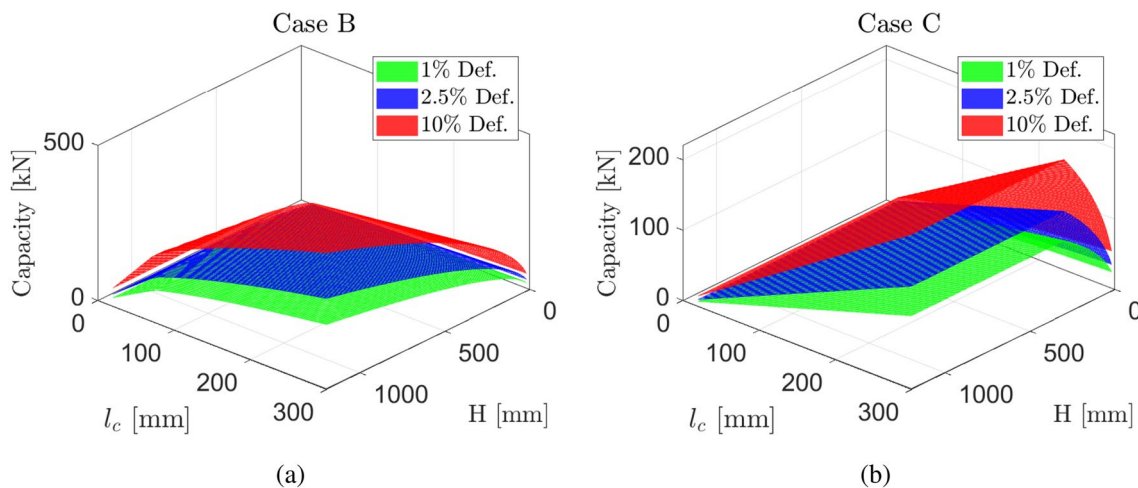 Case B
1% Def.
2.5% Def.
10% Def.
Capacity [kN]
500
0
0
100
200
300
l_c [mm]
1000
500
0
H [mm]
(a)
Case C
1% Def.
2.5% Def.
10% Def.
Capacity [kN]
200
100
0
0
100
200
300
l_c [mm]
1000
500
0
H [mm]
(b)